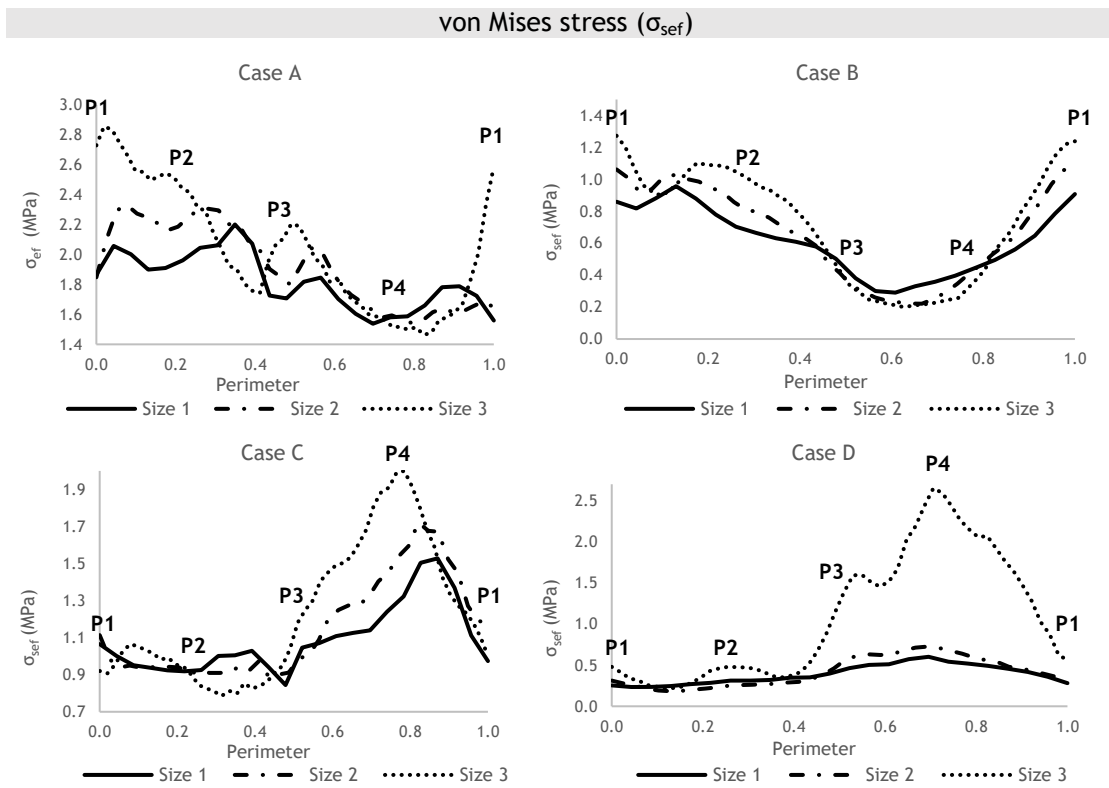 von Mises stress (σsef)
Case A
σef (MPa)
3.0
2.8
2.6
2.4
2.2
2.0
1.8
1.6
1.4
P1
P2
P3
P4
P1
0.0 0.2 0.4 0.6 0.8 1.0
Perimeter
Size 1 Size 2 Size 3
Case B
σsef (MPa)
1.4
1.2
1.0
0.8
0.6
0.4
0.2
0.0
P1
P2
P3
P4
P1
0.0 0.2 0.4 0.6 0.8 1.0
Perimeter
Size 1 Size 2 Size 3
Case C
σsef (MPa)
1.9
1.7
1.5
1.3
1.1
0.9
0.7
P1
P2
P3
P4
P1
0.0 0.2 0.4 0.6 0.8 1.0
Perimeter
Size 1 Size 2 Size 3
Case D
σsef (MPa)
2.5
2.0
1.5
1.0
0.5
0.0
P1
P2
P3
P4
P1
0.0 0.2 0.4 0.6 0.8 1.0
Perimeter
Size 1 Size 2 Size 3